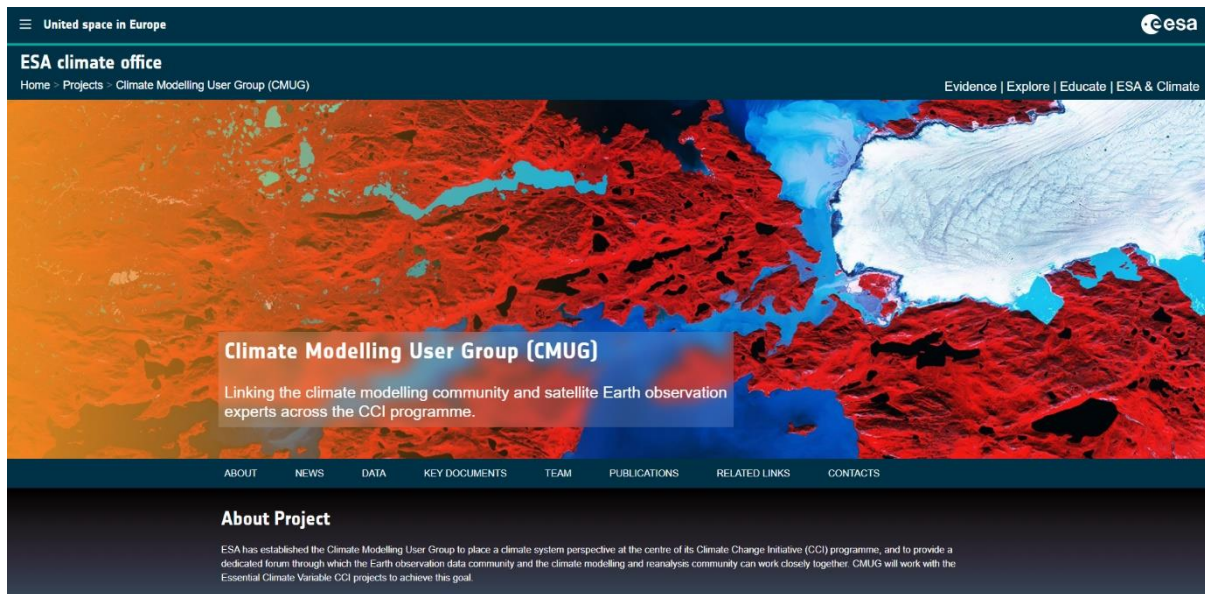 United space in Europe
esa
ESA climate office
Home > Projects > Climate Modelling User Group (CMUG)
Evidence | Explore | Educate | ESA & Climate
Climate Modelling User Group (CMUG)
Linking the climate modelling community and satellite Earth observation
experts across the CCI programme.
ABOUT NEWS DATA KEY DOCUMENTS TEAM PUBLICATIONS RELATED LINKS CONTACTS
About Project
ESA has established the Climate Modelling User Group to place a climate system perspective at the centre of its Climate Change Initiative (CCI) programme, and to provide a
dedicated forum through which the Earth observation data community and the climate modelling and reanalysis community can work closely together. CMUG will work with the
Essential Climate Variable CCI projects to achieve this goal.